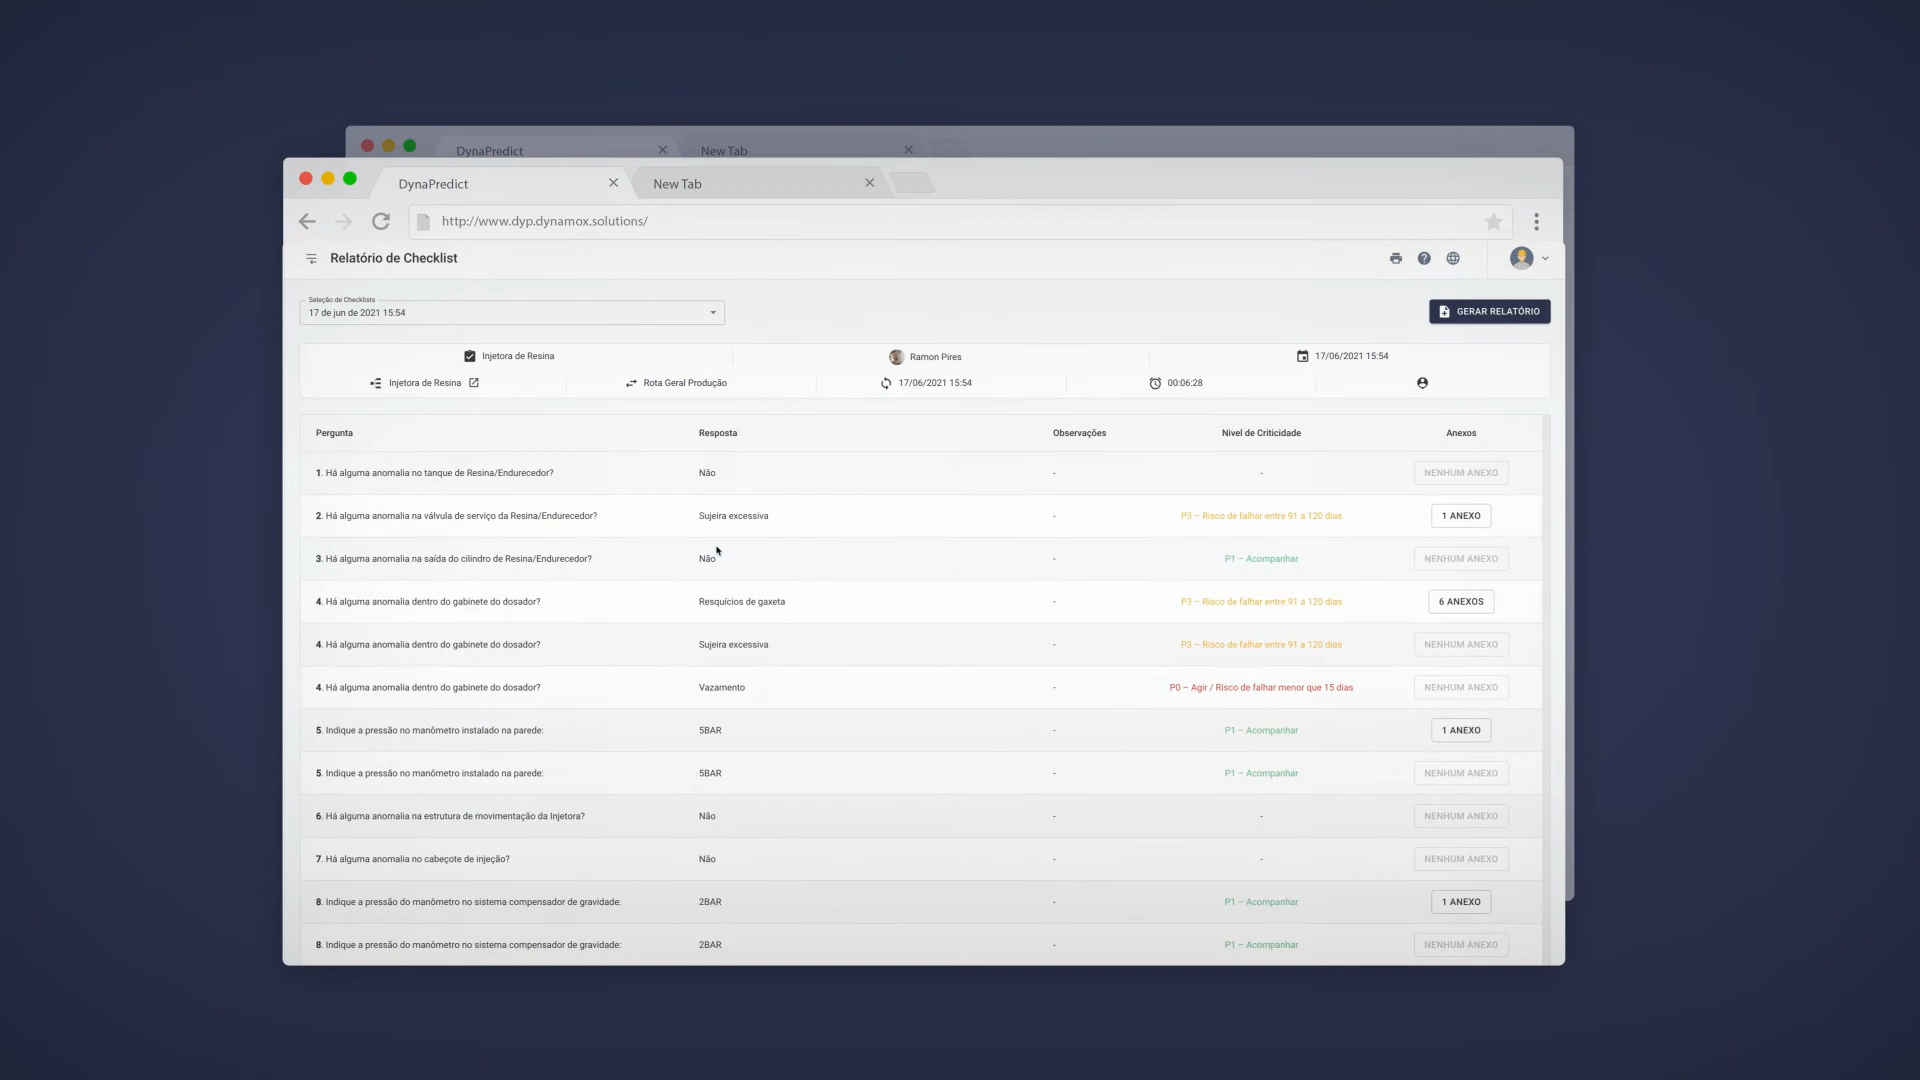 DynaPredict
New Tab
DynaPredict
New Tab
http://www.dyp.dynamox.solutions/
Relatório de Checklist
Seleção de Checklists
17 de jun de 2021 15:54
GERAR RELATÓRIO
Injetora de Resina
Ramon Pires
17/06/2021 15:54
Injetora de Resina
Rota Geral Produção
17/06/2021 15:54
00:06:28
Pergunta Resposta Observações Nivel de Criticidade Anexos
1. Há alguma anomalia no tanque de Resina/Endurecedor? Não - - NENHUM ANEXO
2. Há alguma anomalia na válvula de serviço da Resina/Endurecedor? Sujeira excessiva - P3 – Risco de falhar entre 91 a 120 dias 1 ANEXO
3. Há alguma anomalia na saída do cilindro de Resina/Endurecedor? Não - P1 – Acompanhar NENHUM ANEXO
4. Há alguma anomalia dentro do gabinete do dosador? Resquícios de gaxeta - P3 – Risco de falhar entre 91 a 120 dias 6 ANEXOS
4. Há alguma anomalia dentro do gabinete do dosador? Sujeira excessiva - P3 – Risco de falhar entre 91 a 120 dias NENHUM ANEXO
4. Há alguma anomalia dentro do gabinete do dosador? Vazamento - P0 – Agir / Risco de falhar menor que 15 dias NENHUM ANEXO
5. Indique a pressão no manômetro instalado na parede: 5BAR - P1 – Acompanhar 1 ANEXO
5. Indique a pressão no manômetro instalado na parede: 5BAR - P1 – Acompanhar NENHUM ANEXO
6. Há alguma anomalia na estrutura de movimentação da Injetora? Não - - NENHUM ANEXO
7. Há alguma anomalia no cabeçote de injeção? Não - - NENHUM ANEXO
8. Indique a pressão do manômetro no sistema compensador de gravidade: 2BAR - P1 – Acompanhar 1 ANEXO
8. Indique a pressão do manômetro no sistema compensador de gravidade: 2BAR - P1 – Acompanhar NENHUM ANEXO